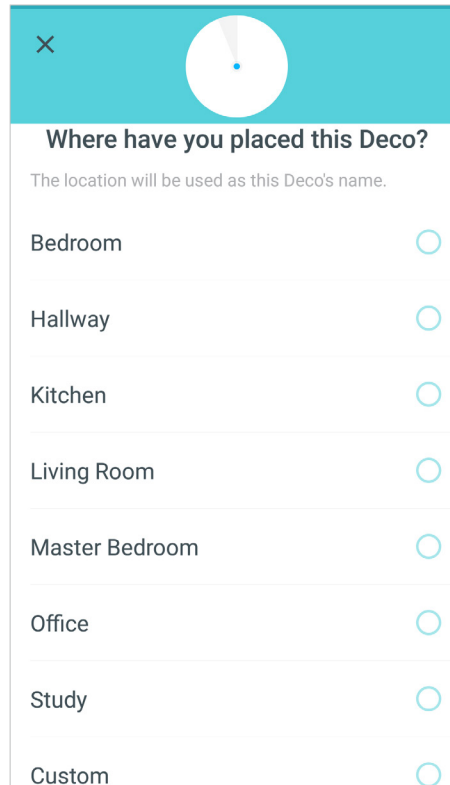 Where have you placed this Deco?
The location will be used as this Deco's name.
Bedroom
Hallway
Kitchen
Living Room
Master Bedroom
Office
Study
Custom